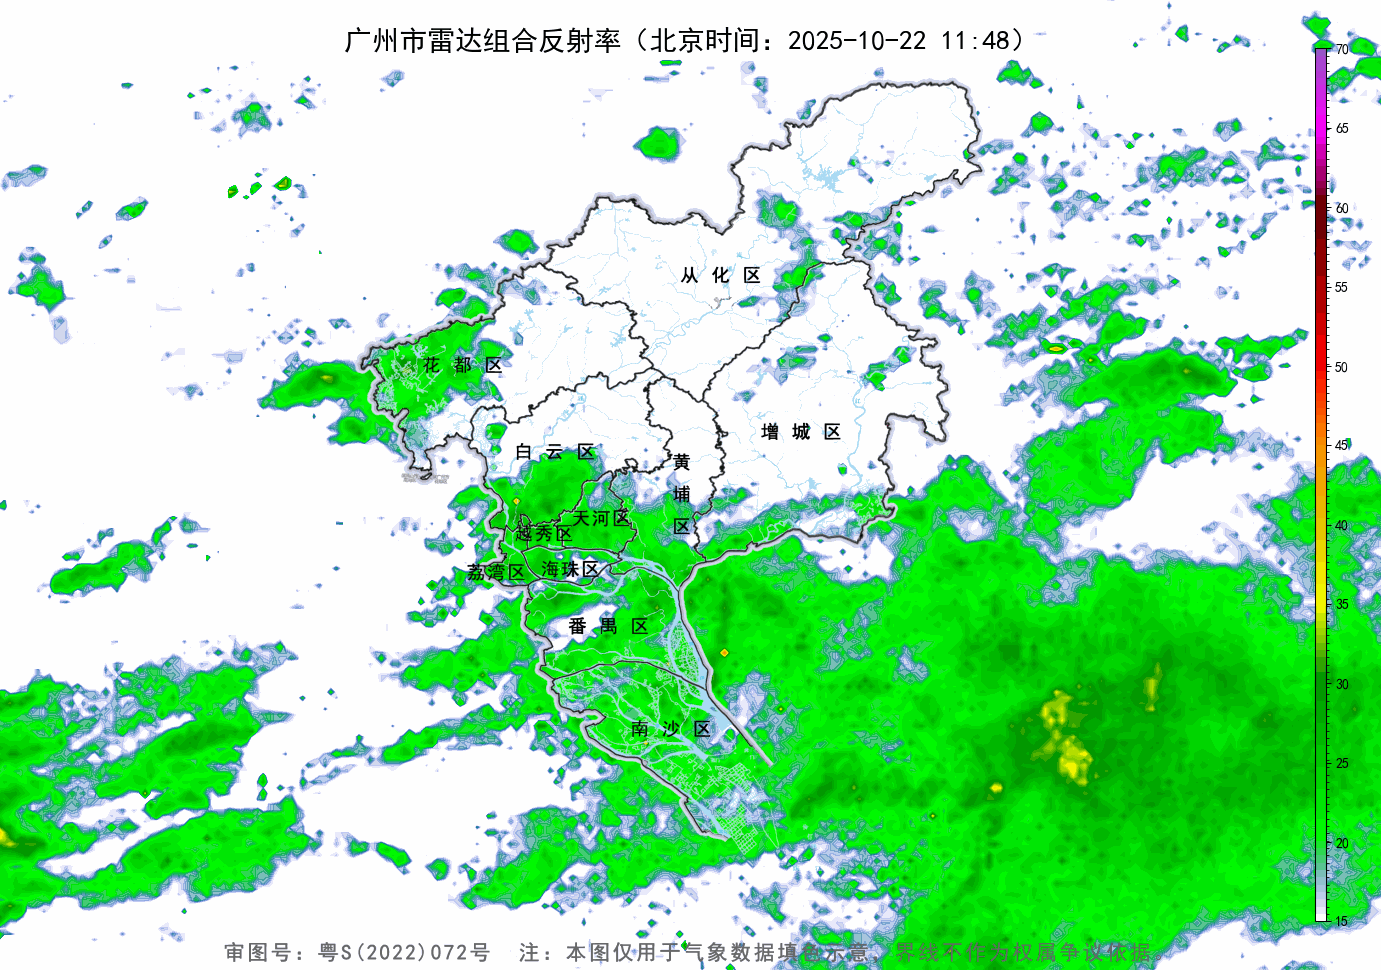 广州市雷达组合反射率（北京时间：2025-10-22 11:48）
70
65
60
55
50
45
40
35
30
25
20
15
从化区
花都区
增城区
白云区
黄埔区
天河区
越秀区
荔湾区
海珠区
番禺区
南沙区
审图号：粤S(2022)072号 注：本图仅用于气象数据填色示意，界线不作为权属争议依据。